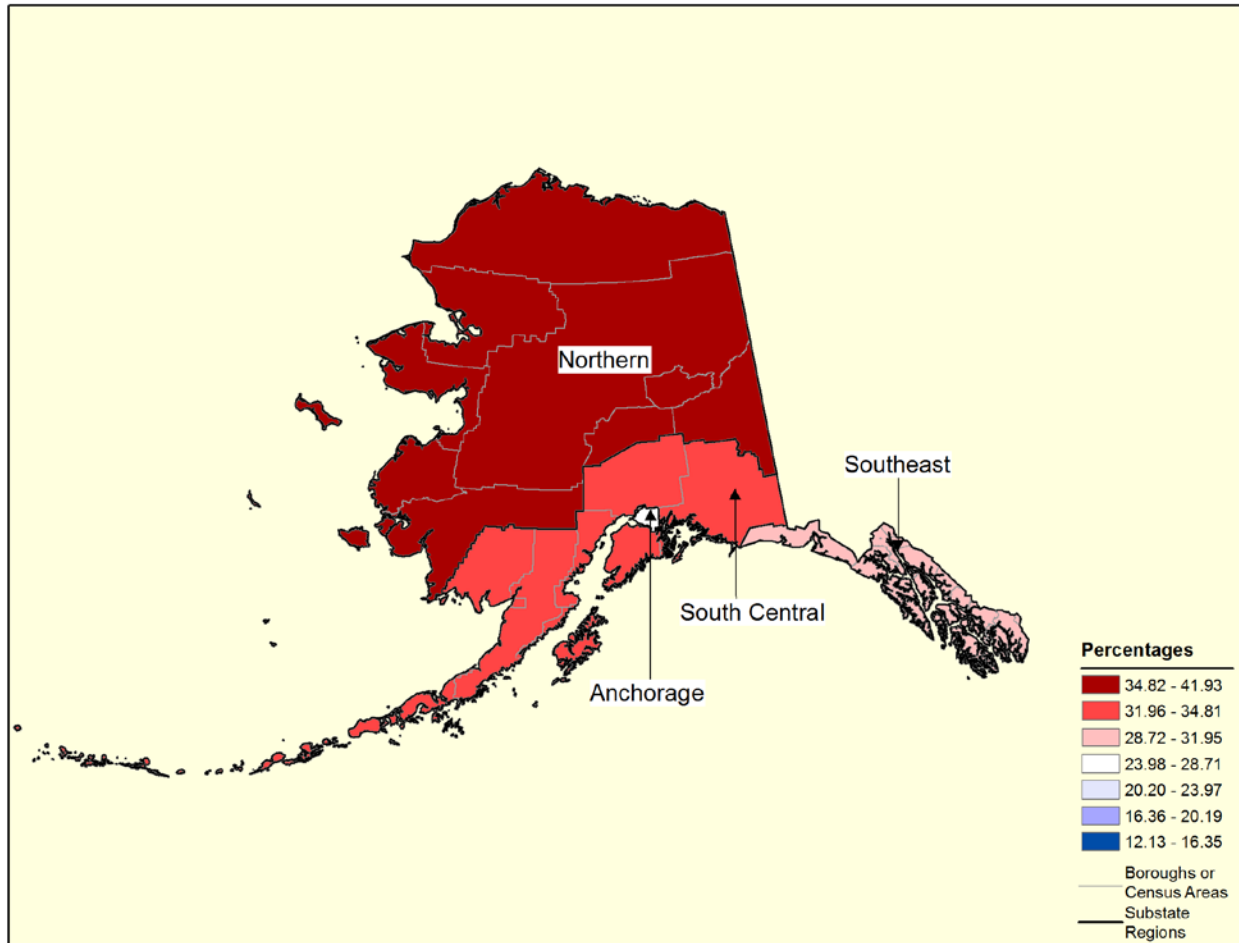 Northern
Southeast
South Central
Anchorage
Percentages
34.82 - 41.93
31.96 - 34.81
28.72 - 31.95
23.98 - 28.71
20.20 - 23.97
16.36 - 20.19
12.13 - 16.35
Boroughs or
Census Areas
Substate
Regions